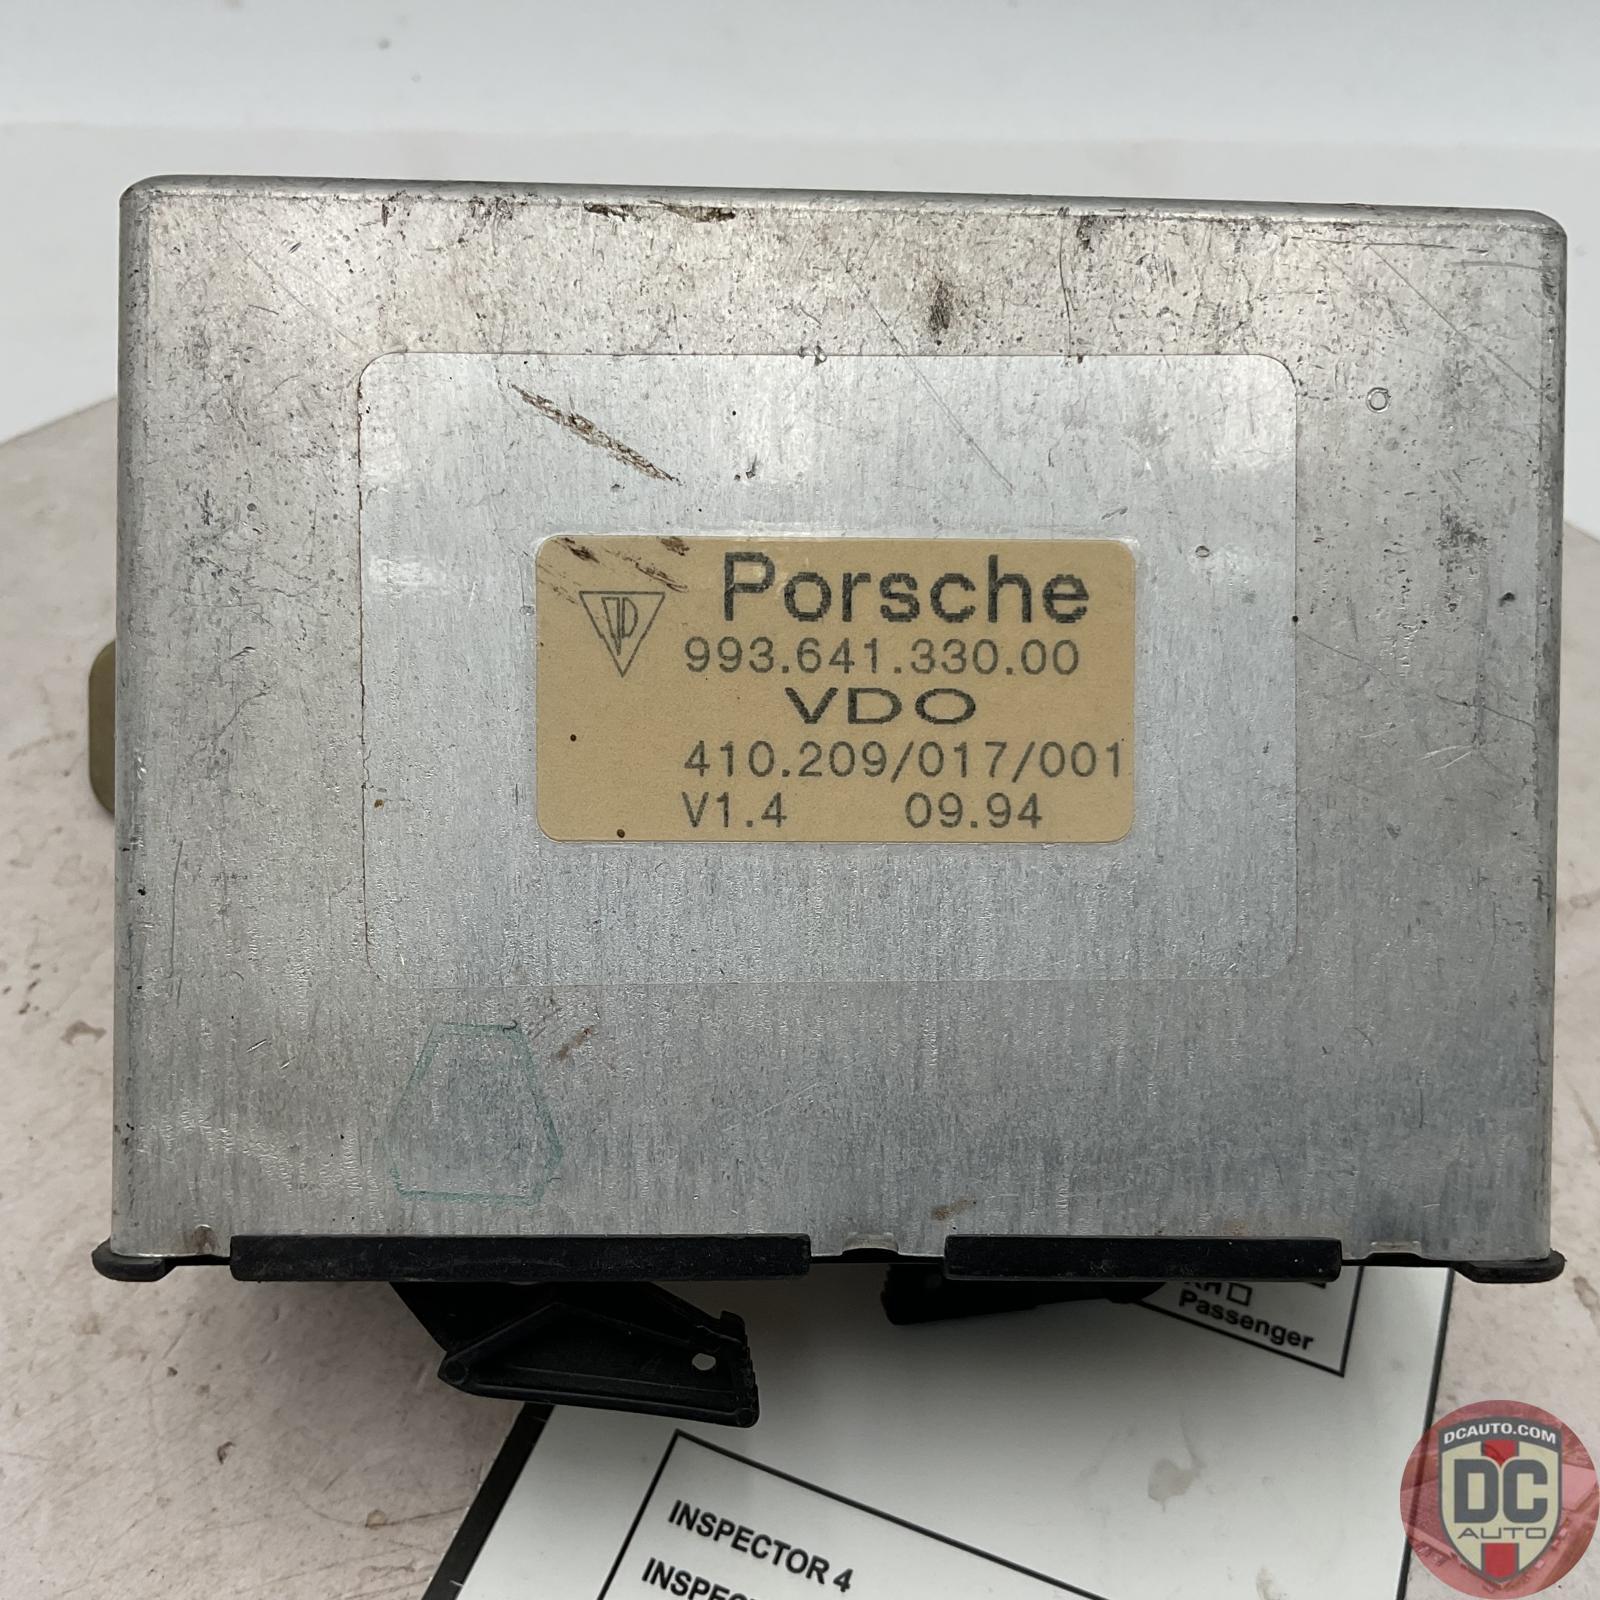 Porsche
993.641.330.00
VDO
410.209/017/001
V1.4 09.94
RH
Passenger
INSPECTOR 4
DCAUTO.COM
DC
AUTO